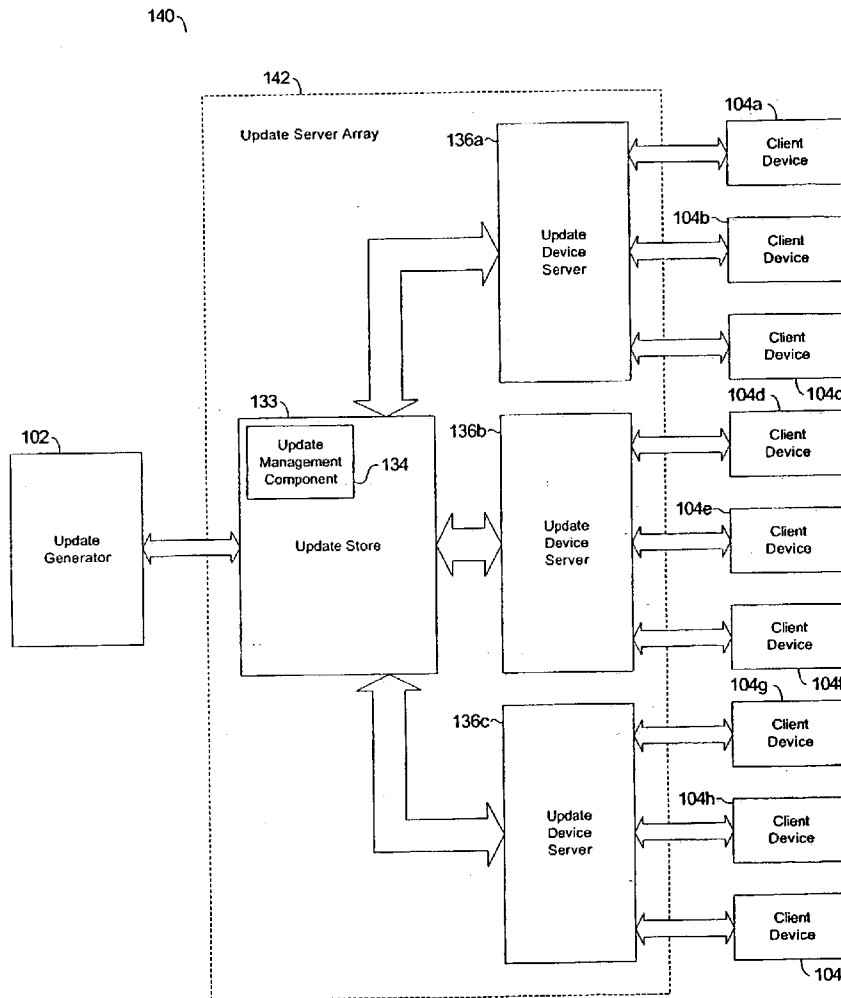 140
142
Update Server Array
136a
Update
Device
Server
104a
Client
Device
104b
Client
Device
Client
Device
104c
133
Update
Management
Component
134
Update Store
102
Update
Generator
136b
Update
Device
Server
104d
Client
Device
104e
Client
Device
Client
Device
136c
Update
Device
Server
104g
Client
Device
104h
Client
Device
Client
Device